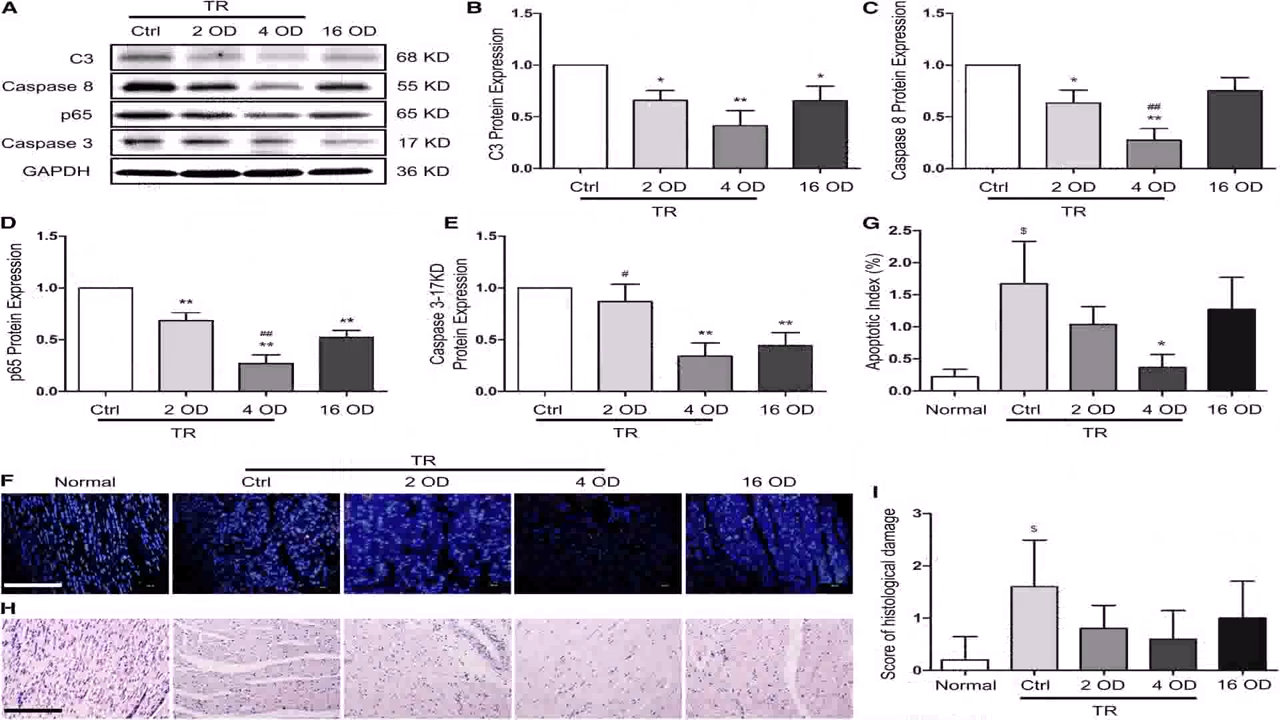 A
TR
Ctrl 2 OD 4 OD 16 OD
C3 68 KD
Caspase 8 55 KD
p65 65 KD
Caspase 3 17 KD
GAPDH 36 KD
B
C3 Protein Expression
1.5
1.0
0.5
0.0
* ** *
Ctrl 2 OD 4 OD 16 OD
TR
C
Caspase 8 Protein Expression
1.5
1.0
0.5
0.0
*
##
**
Ctrl 2 OD 4 OD 16 OD
TR
D
p65 Protein Expression
1.5
1.0
0.5
0.0
**
##
**
**
Ctrl 2 OD 4 OD 16 OD
TR
E
Caspase 3-17KD
Protein Expression
1.5
1.0
0.5
0.0
#
** **
Ctrl 2 OD 4 OD 16 OD
TR
G
Apoptotic Index (%)
2.5
2.0
1.5
1.0
0.5
0.0
$
*
Normal Ctrl 2 OD 4 OD 16 OD
TR
TR
F Normal Ctrl 2 OD 4 OD 16 OD
H
I
Score of histological damage
3
2
1
0
$
Normal Ctrl 2 OD 4 OD 16 OD
TR